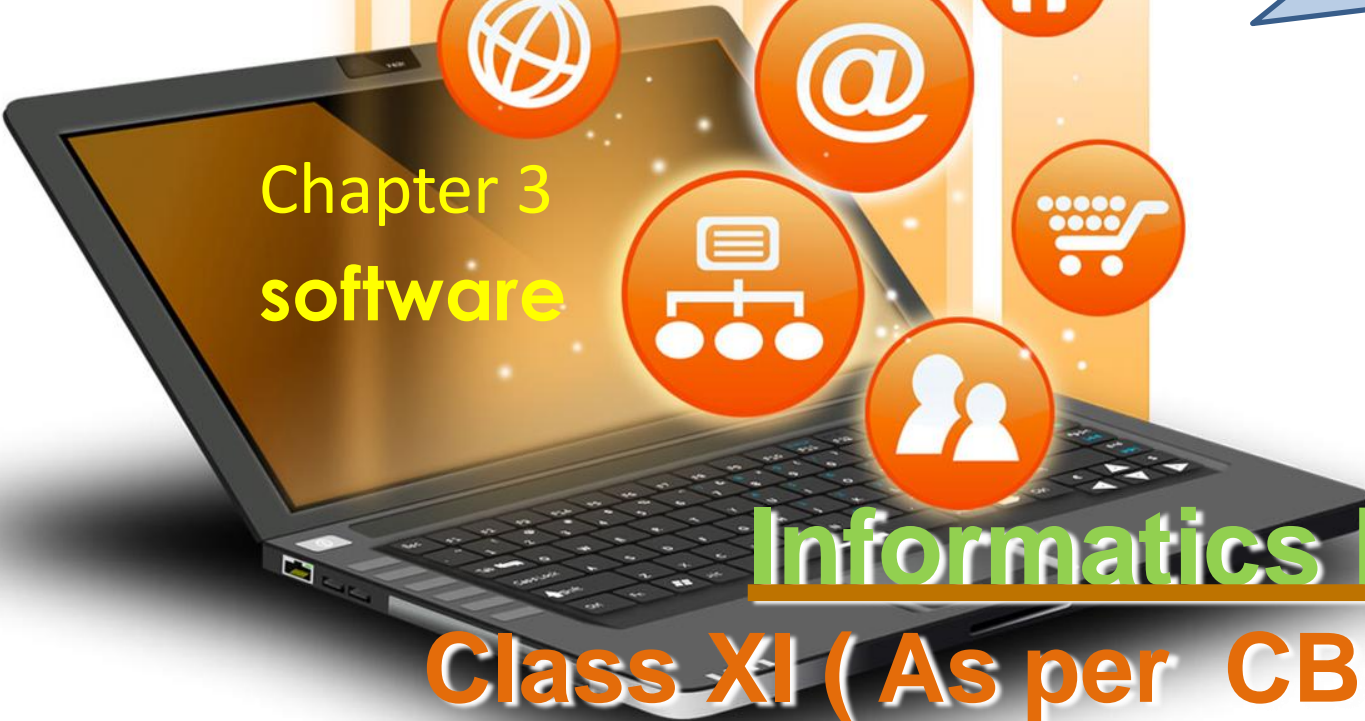 Chapter 3
software
@
Informatics
Class XI ( As per CB